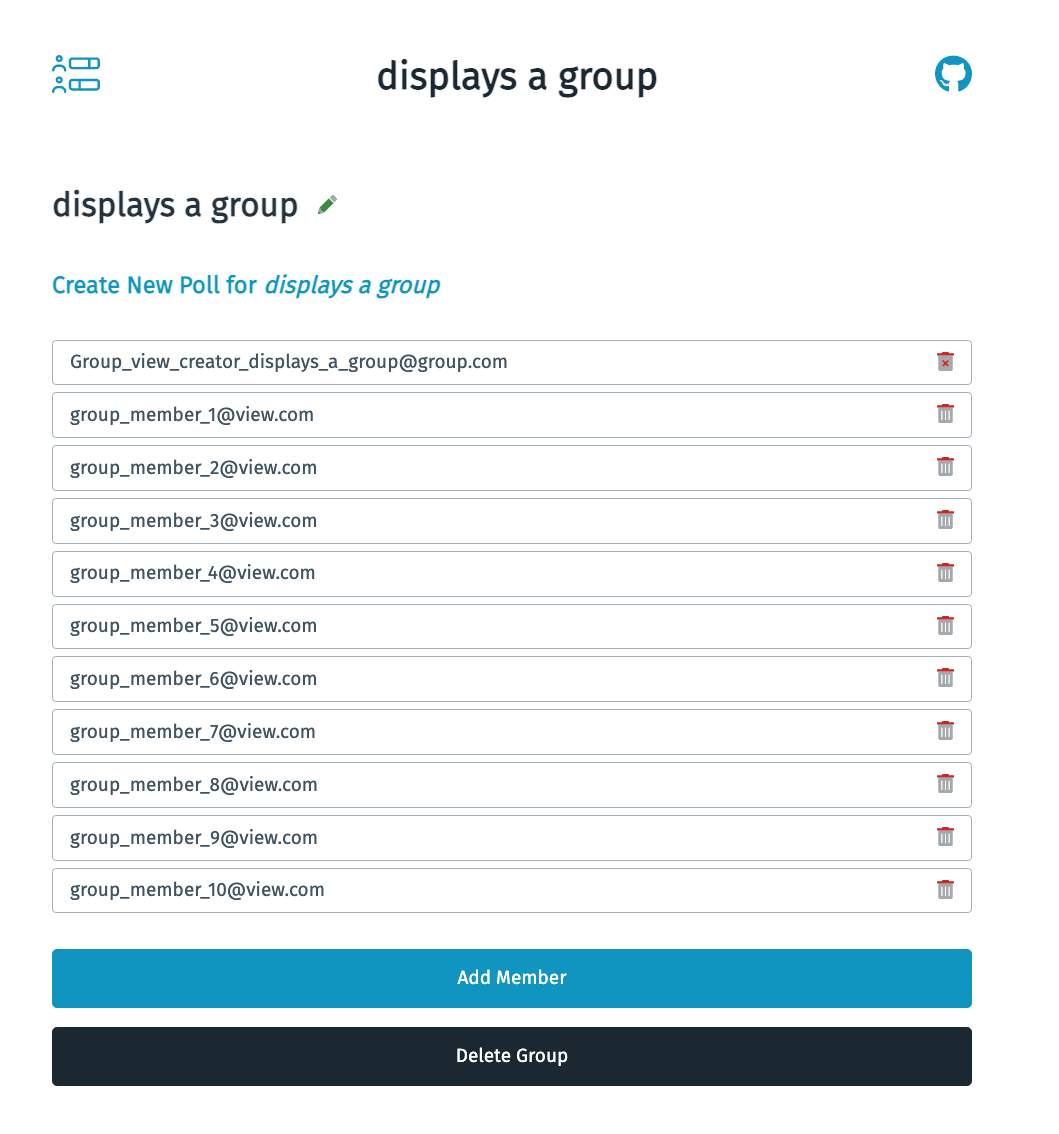 displays a group
displays a group
Create New Poll for displays a group
Group_view_creator_displays_a_group@group.com
group_member_1@view.com
group_member_2@view.com
group_member_3@view.com
group_member_4@view.com
group_member_5@view.com
group_member_6@view.com
group_member_7@view.com
group_member_8@view.com
group_member_9@view.com
group_member_10@view.com
Add Member
Delete Group